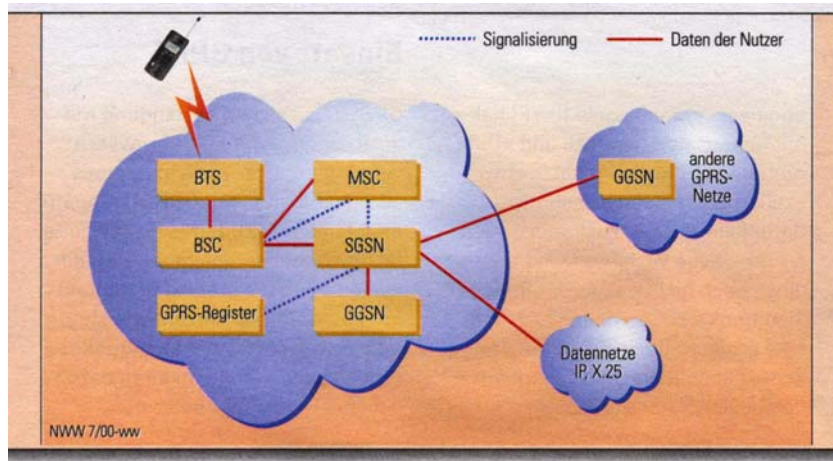 Signalisierung
Daten der Nutzer
BTS
MSC
GGSN
andere
GPRS-
Netze
BSC
SGSN
GPRS-Register
GGSN
Datennetze
IP, X.25
NWW 7/00-ww